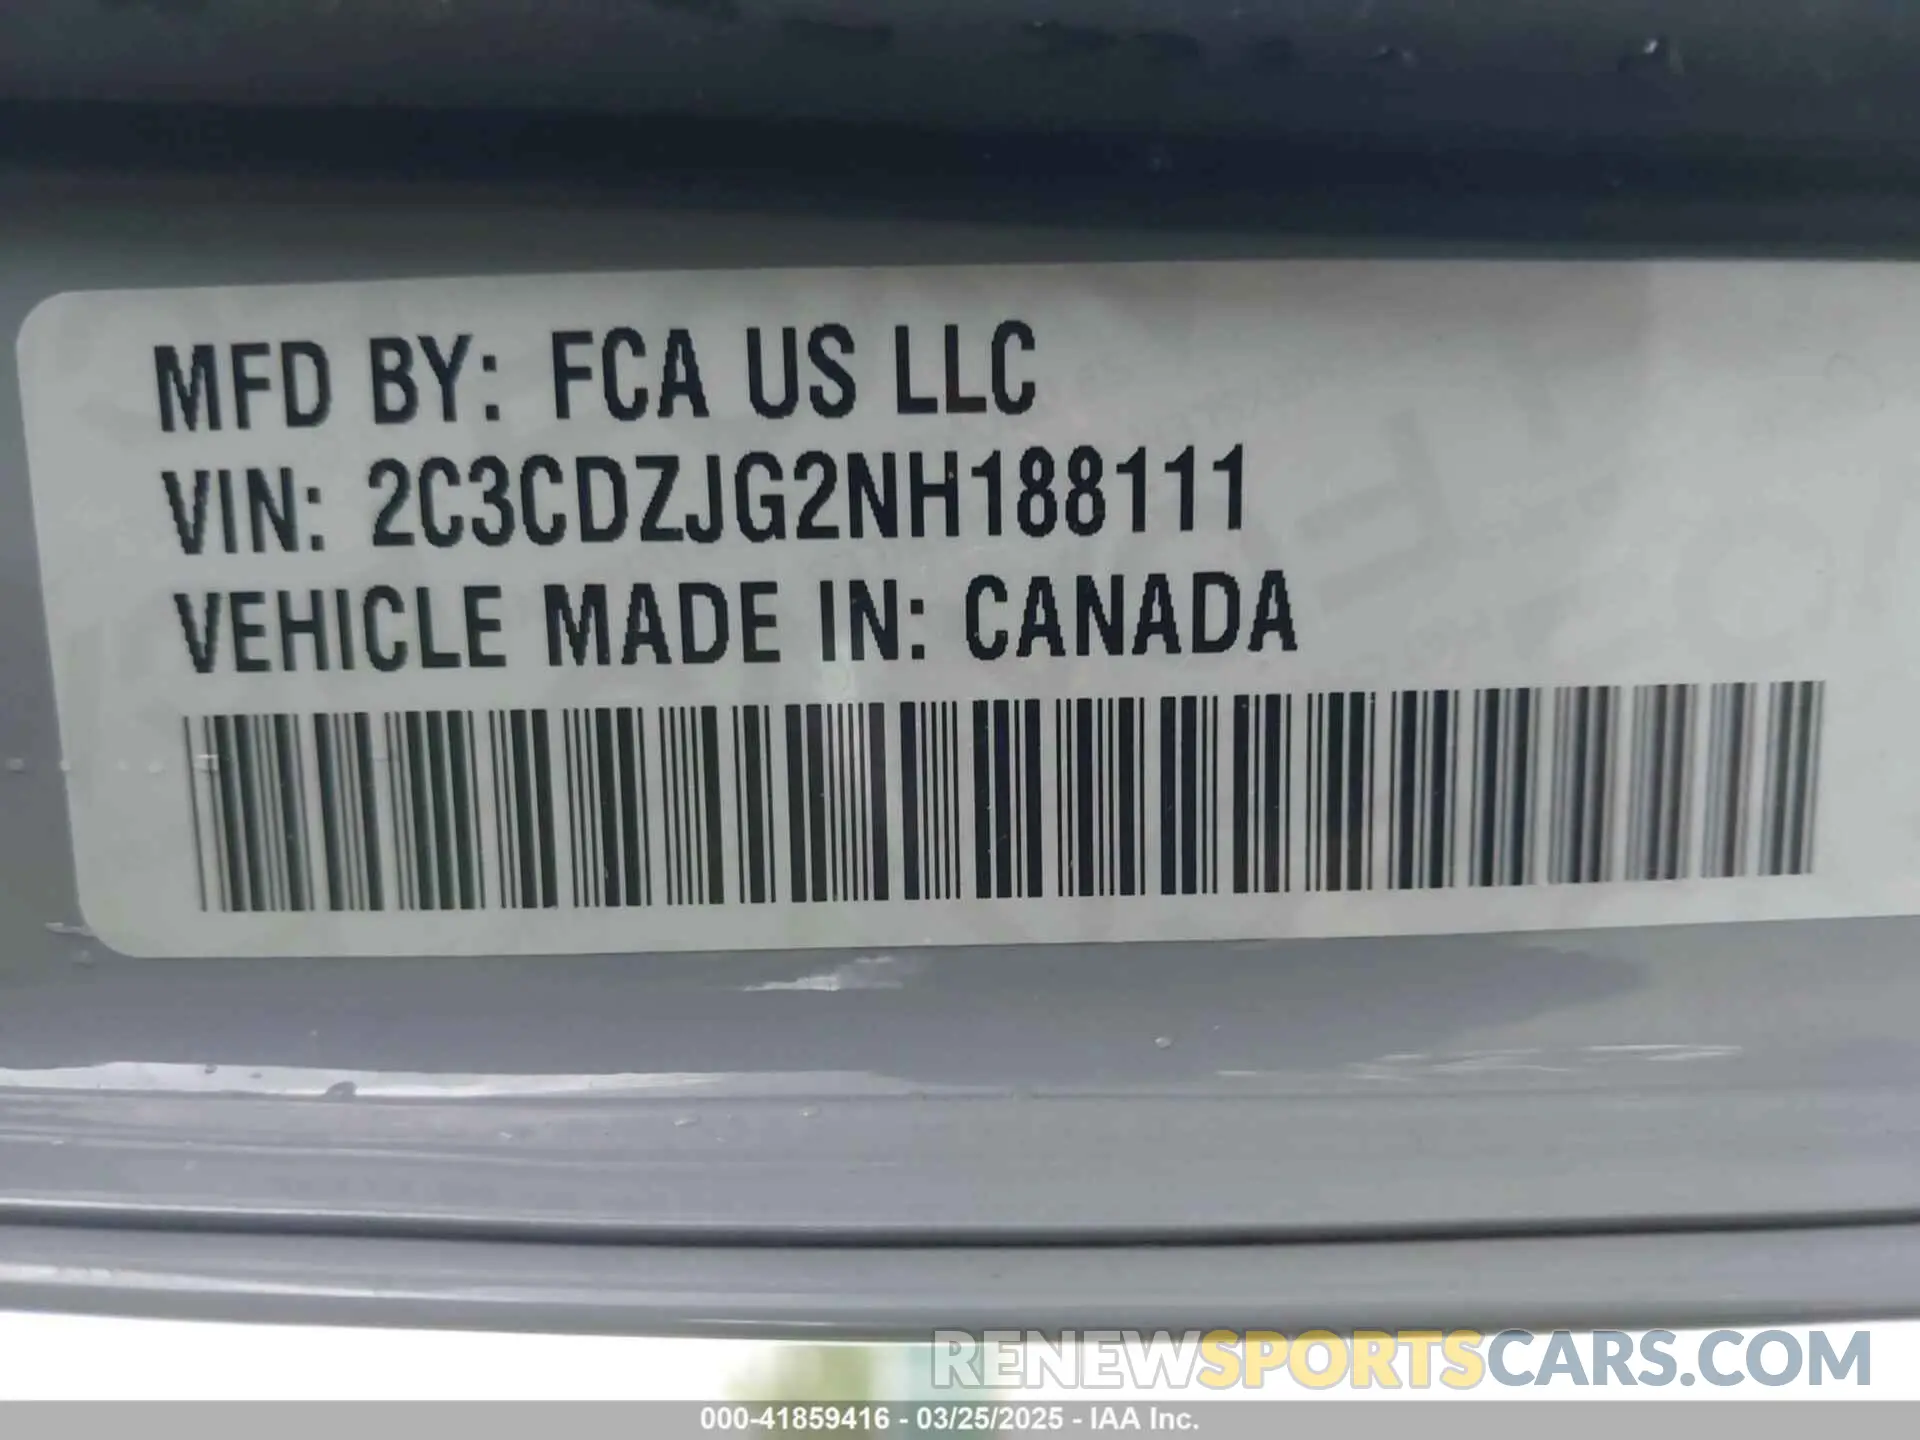 MFD BY: FCA US LLC
VIN: 2C3CDZJG2NH188111
VEHICLE MADE IN: CANADA
RENEWSPORTSCARS.COM
000-41859416 - 03/25/2025 - IAA Inc.